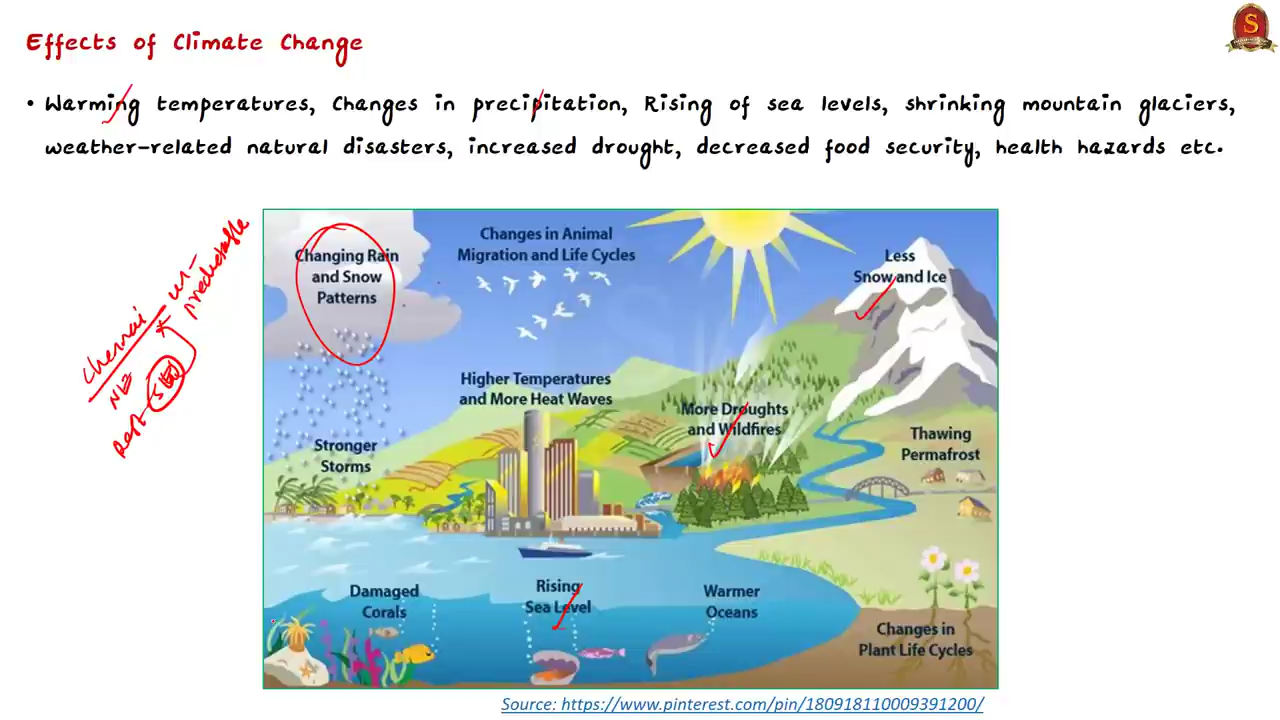 Effects of Climate Change
• Warming temperatures, Changes in precipitation, Rising of sea levels, shrinking mountain glaciers,
weather-related natural disasters, increased drought, decreased food security, health hazards etc.
S
Changing Rain
and Snow
Patterns
Changes in Animal
Migration and Life Cycles
Less
Snow and Ice
un-
predictable
Chennai
NE
Higher Temperatures
and More Heat Waves
More Droughts
and Wildfires
Stronger
Storms
Thawing
Permafrost
Damaged
Corals
Rising
Sea Level
Warmer
Oceans
Changes in
Plant Life Cycles
Source: https://www.pinterest.com/pin/180918110009391200/